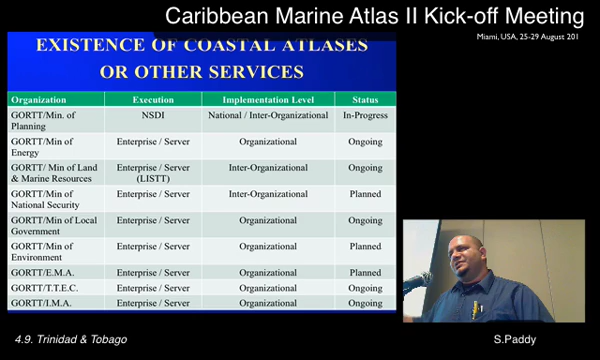 Caribbean Marine Atlas II Kick-off Meeting
Miami, USA, 25-29 August 201
EXISTENCE OF COASTAL ATLASES
OR OTHER SERVICES
Organization Execution Implementation Level Status
GORTT/Min. of NSDI National / Inter-Organizational In-Progress
Planning
GORTT/Min of Enterprise / Server Organizational Ongoing
Energy
GORTT/ Min of Land Enterprise / Server Inter-Organizational Ongoing
& Marine Resources (LISTT)
GORTT/Min of Enterprise / Server Inter-Organizational Planned
National Security
GORTT/Min of Local Enterprise / Server Organizational Ongoing
Government
GORTT/Min of Enterprise / Server Organizational Planned
Environment
GORTT/E.M.A. Enterprise / Server Organizational Planned
GORTT/T.T.E.C. Enterprise / Server Organizational Ongoing
GORTT/I.M.A. Enterprise / Server Organizational Ongoing
4.9. Trinidad & Tobago
S.Paddy